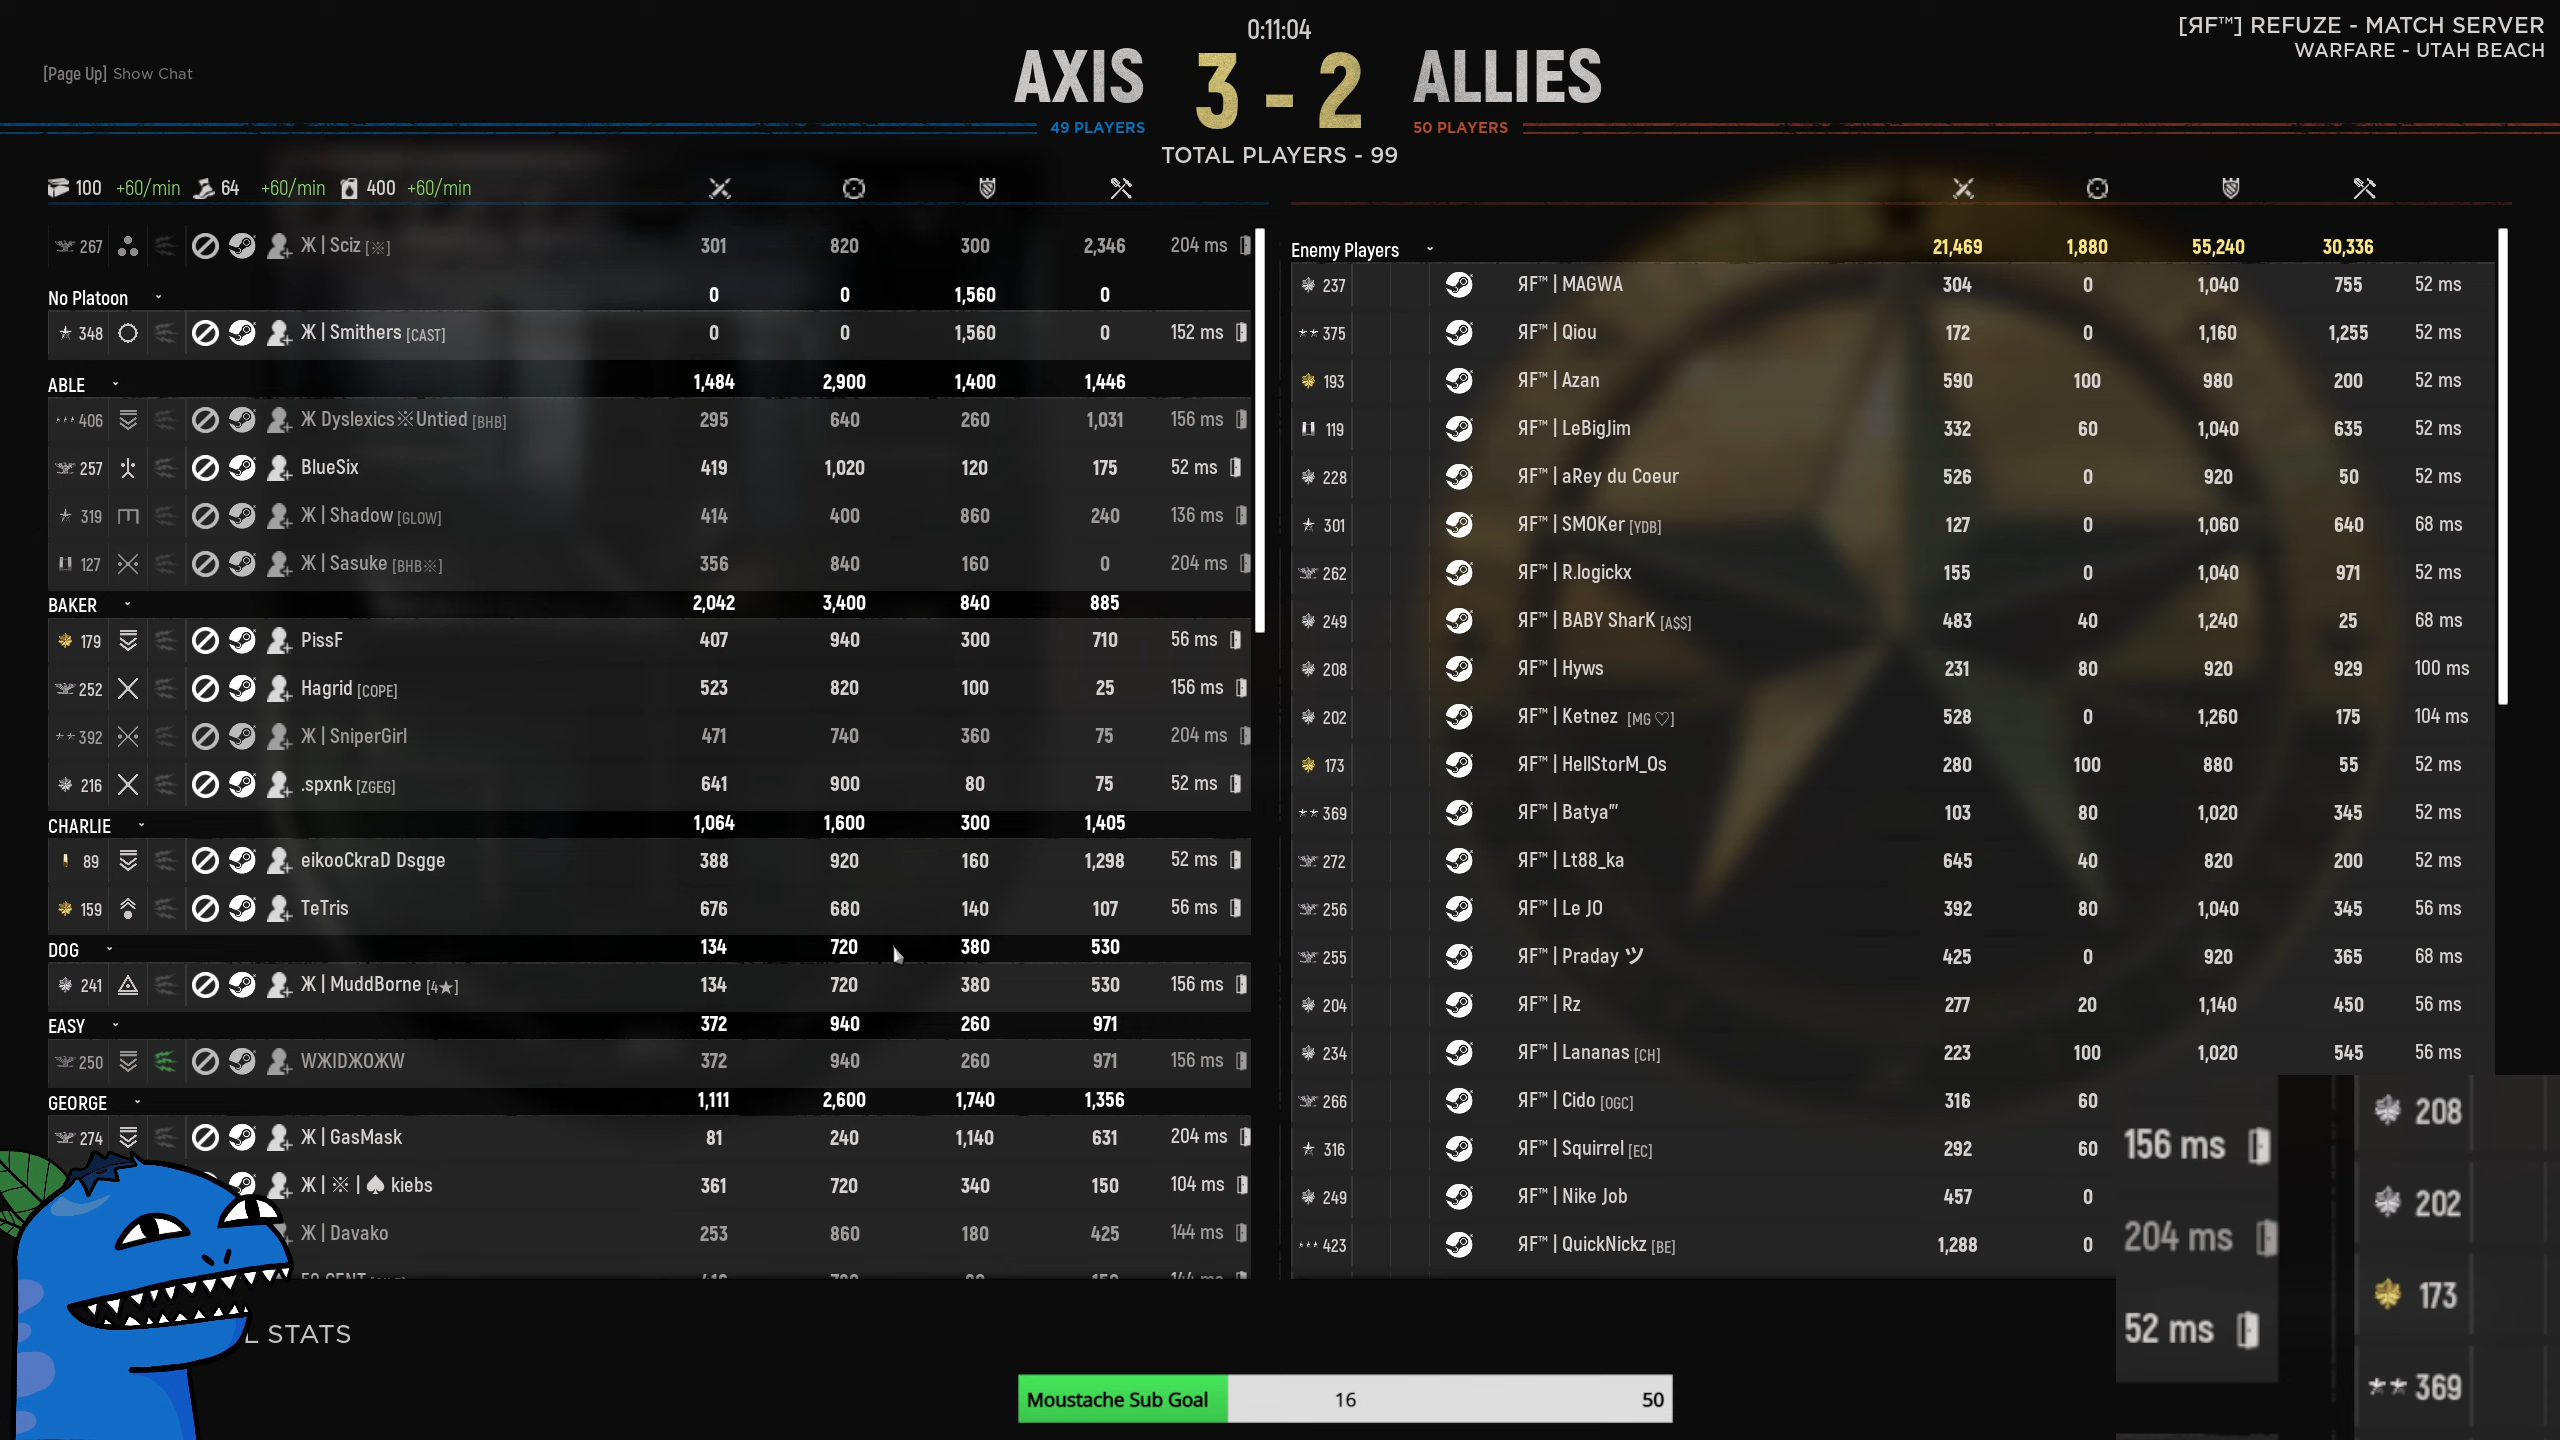 0:11:04
[ЯF™] REFUZE - MATCH SERVER
WARFARE - UTAH BEACH
[Page Up] Show Chat
AXIS 3 - 2 ALLIES
49 PLAYERS 50 PLAYERS
TOTAL PLAYERS - 99
100 +60/min 64 +60/min 400 +60/min
267 Ж | Sciz [※] 301 820 300 2,346 204 ms
No Platoon 0 0 1,560 0
348 Ж | Smithers [CAST] 0 0 1,560 0 152 ms
ABLE 1,484 2,900 1,400 1,446
406 Ж Dyslexics※Untied [BHB] 295 640 260 1,031 156 ms
257 BlueSix 419 1,020 120 175 52 ms
319 Ж | Shadow [GLOW] 414 400 860 240 136 ms
127 Ж | Sasuke [BHB※] 356 840 160 0 204 ms
BAKER 2,042 3,400 840 885
179 PissF 407 940 300 710 56 ms
252 Hagrid [COPE] 523 820 100 25 156 ms
392 Ж | SniperGirl 471 740 360 75 204 ms
216 .spxnk [ZGEG] 641 900 80 75 52 ms
CHARLIE 1,064 1,600 300 1,405
89 eikooCkraD Dsgge 388 920 160 1,298 52 ms
159 TeTris 676 680 140 107 56 ms
DOG 134 720 380 530
241 Ж | MuddBorne [4★] 134 720 380 530 156 ms
EASY 372 940 260 971
250 WЖIDЖOЖW 372 940 260 971 156 ms
GEORGE 1,111 2,600 1,740 1,356
274 Ж | GasMask 81 240 1,140 631 204 ms
Ж | ※ | ♠ kiebs 361 720 340 150 104 ms
Ж | Davako 253 860 180 425 144 ms
Enemy Players 21,469 1,880 55,240 30,336
237 ЯF™ | MAGWA 304 0 1,040 755 52 ms
375 ЯF™ | Qiou 172 0 1,160 1,255 52 ms
193 ЯF™ | Azan 590 100 980 200 52 ms
119 ЯF™ | LeBigJim 332 60 1,040 635 52 ms
228 ЯF™ | aRey du Coeur 526 0 920 50 52 ms
301 ЯF™ | SMOKer [YDB] 127 0 1,060 640 68 ms
262 ЯF™ | R.logickx 155 0 1,040 971 52 ms
249 ЯF™ | BABY SharK [A$$] 483 40 1,240 25 68 ms
208 ЯF™ | Hyws 231 80 920 929 100 ms
202 ЯF™ | Ketnez [MG ♡] 528 0 1,260 175 104 ms
173 ЯF™ | HellStorM_Os 280 100 880 55 52 ms
369 ЯF™ | Batya''' 103 80 1,020 345 52 ms
272 ЯF™ | Lt88_ka 645 40 820 200 52 ms
256 ЯF™ | Le JO 392 80 1,040 345 56 ms
255 ЯF™ | Praday ツ 425 0 920 365 68 ms
204 ЯF™ | Rz 277 20 1,140 450 56 ms
234 ЯF™ | Lananas [CH] 223 100 1,020 545 56 ms
266 ЯF™ | Cido [OGC] 316 60
316 ЯF™ | Squirrel [EC] 292 60
249 ЯF™ | Nike Job 457 0
423 ЯF™ | QuickNickz [BE] 1,288 0
156 ms 208
204 ms 202
52 ms 173
369
L STATS
Moustache Sub Goal 16 50